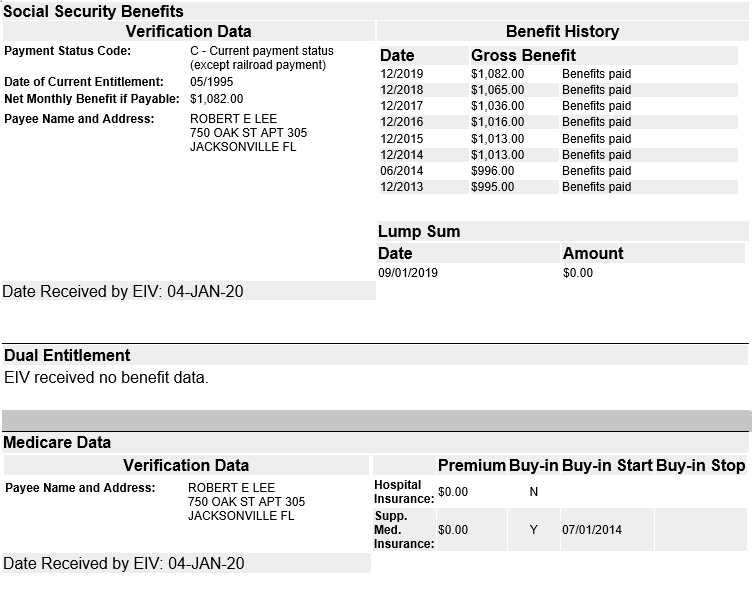 Social Security Benefits
Verification Data
Payment Status Code: C - Current payment status
(except railroad payment)
Date of Current Entitlement: 05/1995
Net Monthly Benefit if Payable: $1,082.00
Payee Name and Address: ROBERT E LEE
750 OAK ST APT 305
JACKSONVILLE FL
Benefit History
Date Gross Benefit
12/2019 $1,082.00 Benefits paid
12/2018 $1,065.00 Benefits paid
12/2017 $1,036.00 Benefits paid
12/2016 $1,016.00 Benefits paid
12/2015 $1,013.00 Benefits paid
12/2014 $1,013.00 Benefits paid
06/2014 $996.00 Benefits paid
12/2013 $995.00 Benefits paid
Lump Sum
Date Amount
09/01/2019 $0.00
Date Received by EIV: 04-JAN-20
Dual Entitlement
EIV received no benefit data.
Medicare Data
Verification Data
Payee Name and Address: ROBERT E LEE
750 OAK ST APT 305
JACKSONVILLE FL
Premium Buy-in Buy-in Start Buy-in Stop
Hospital
Insurance: $0.00 N
Supp.
Med. $0.00 Y 07/01/2014
Insurance:
Date Received by EIV: 04-JAN-20